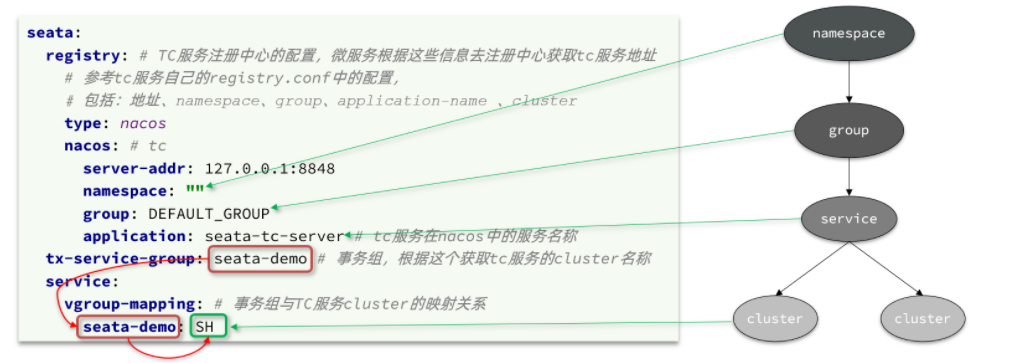 seata:
registry: # TC服务注册中心的配置，微服务根据这些信息去注册中心获取tc服务地址
# 参考tc服务自己的registry.conf中的配置，
# 包括：地址、namespace、group、application-name 、cluster
type: nacos
nacos: # tc
server-addr: 127.0.0.1:8848
namespace: ""
group: DEFAULT_GROUP
application: seata-tc-server # tc服务在nacos中的服务名称
tx-service-group: seata-demo # 事务组，根据这个获取tc服务的cluster名称
service:
vgroup-mapping: # 事务组与TC服务cluster的映射关系
seata-demo: SH
namespace
group
service
cluster
cluster